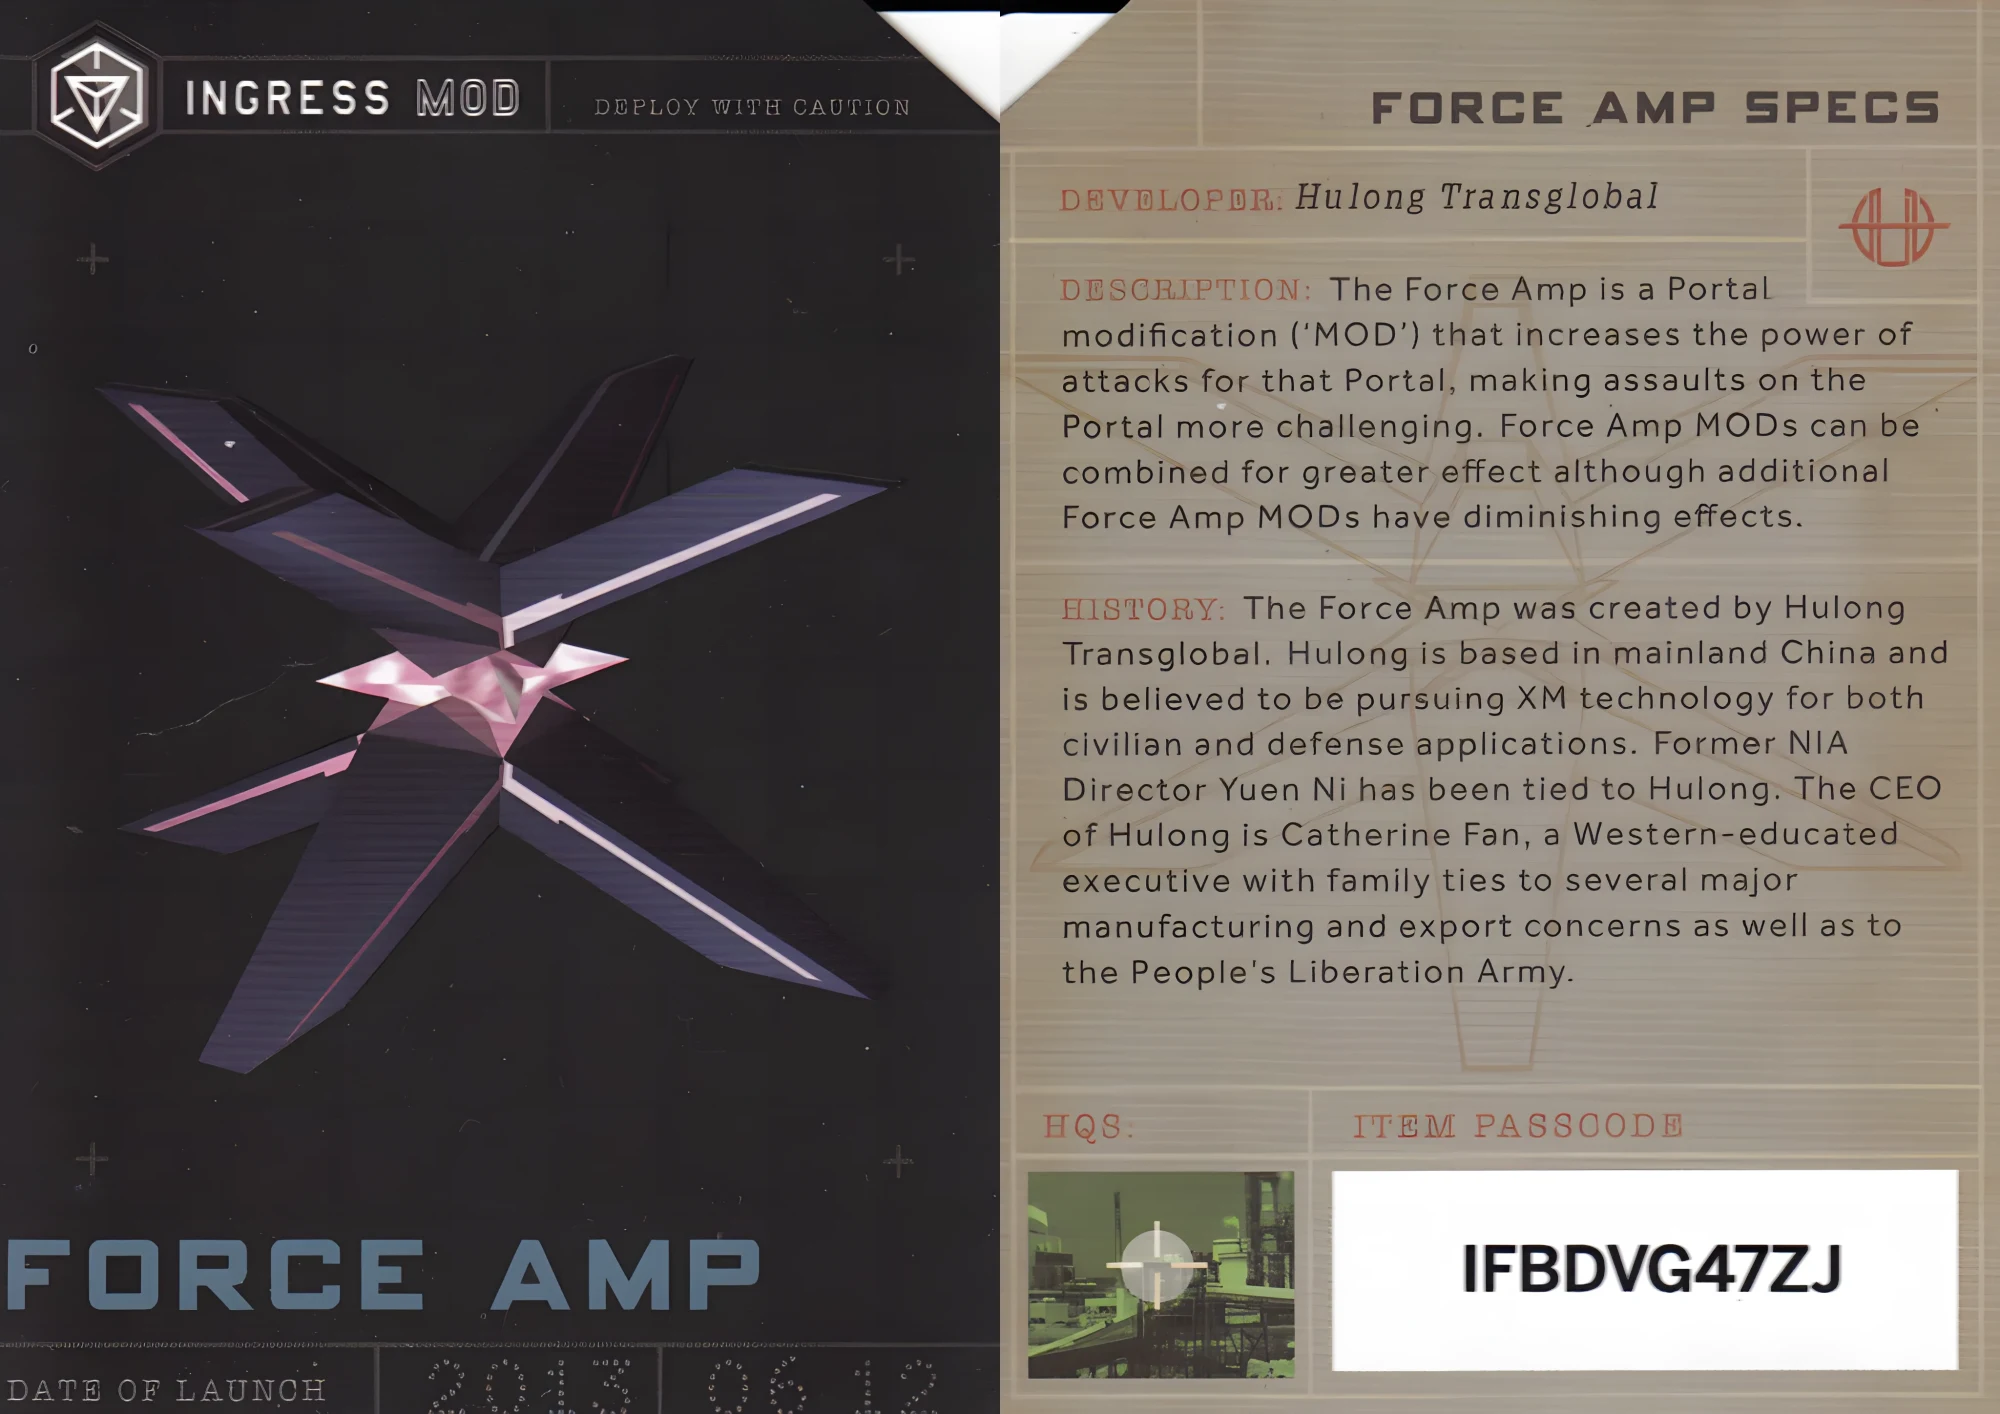 INGRESS MOD
DEPLOY WITH CAUTION
FORCE AMP
DATE OF LAUNCH
2013
06 12
FORCE AMP SPECS
DEVELOPER: Hulong Transglobal
DESCRIPTION: The Force Amp is a Portal
modification (‘MOD’) that increases the power of
attacks for that Portal, making assaults on the
Portal more challenging. Force Amp MODs can be
combined for greater effect although additional
Force Amp MODs have diminishing effects.
HISTORY: The Force Amp was created by Hulong
Transglobal. Hulong is based in mainland China and
is believed to be pursuing XM technology for both
civilian and defense applications. Former NIA
Director Yuen Ni has been tied to Hulong. The CEO
of Hulong is Catherine Fan, a Western-educated
executive with family ties to several major
manufacturing and export concerns as well as to
the People's Liberation Army.
HQS:
ITEM PASSCODE
IFBDVG47ZJ